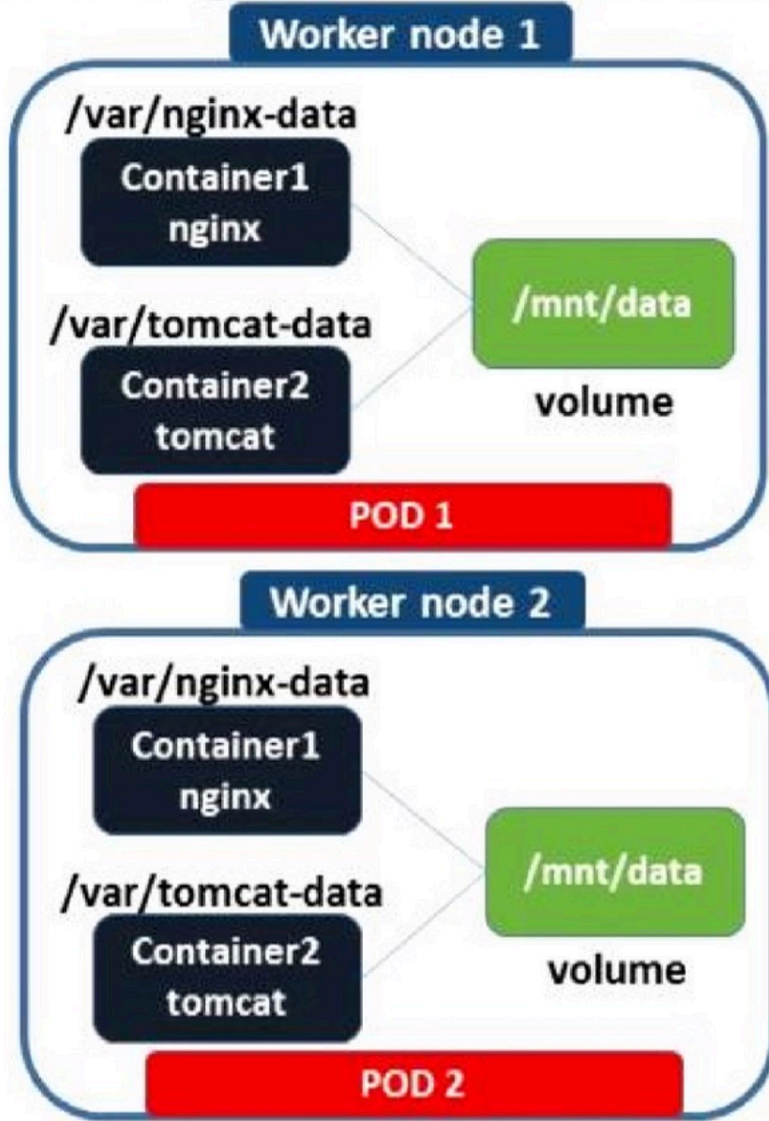 Worker node 1
/var/nginx-data
Container1
nginx
/mnt/data
/var/tomcat-data
Container2
tomcat
volume
POD 1
Worker node 2
/var/nginx-data
Container1
nginx
/mnt/data
/var/tomcat-data
Container2
tomcat
volume
POD 2